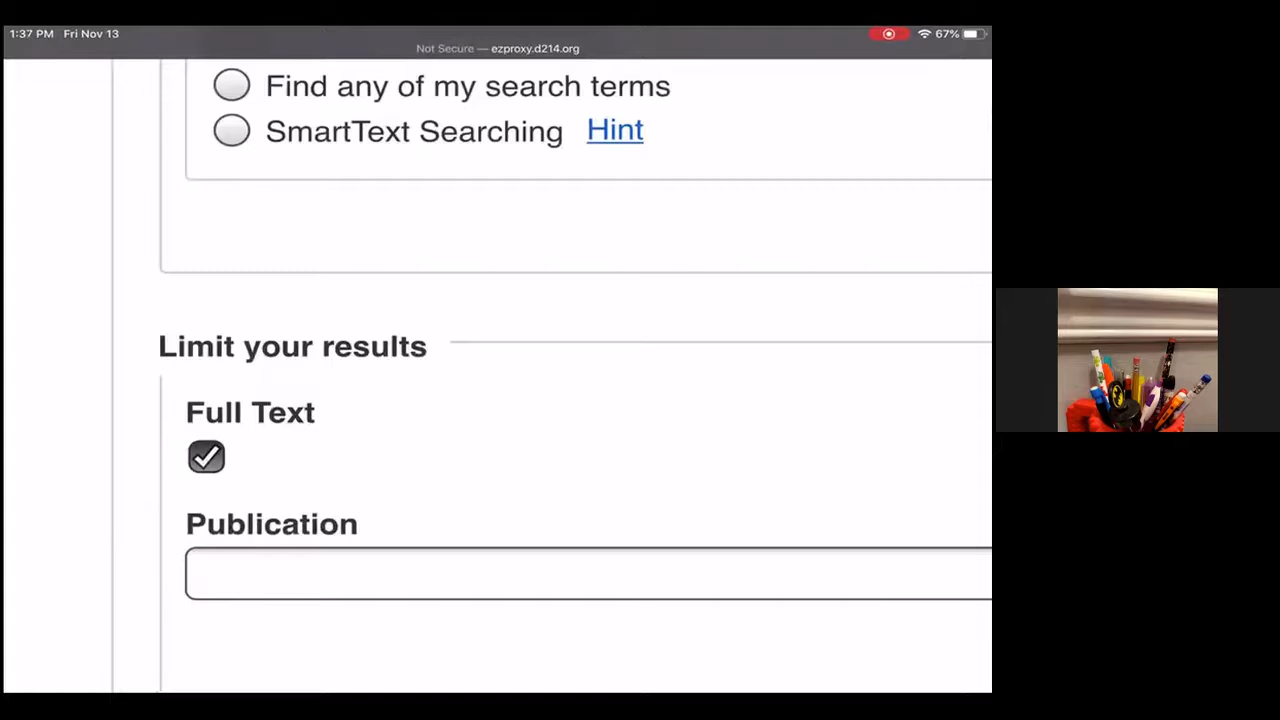 1:37 PM Fri Nov 13
67%
Not Secure — ezproxy.d214.org
Find any of my search terms
SmartText Searching Hint
Limit your results
Full Text
Publication